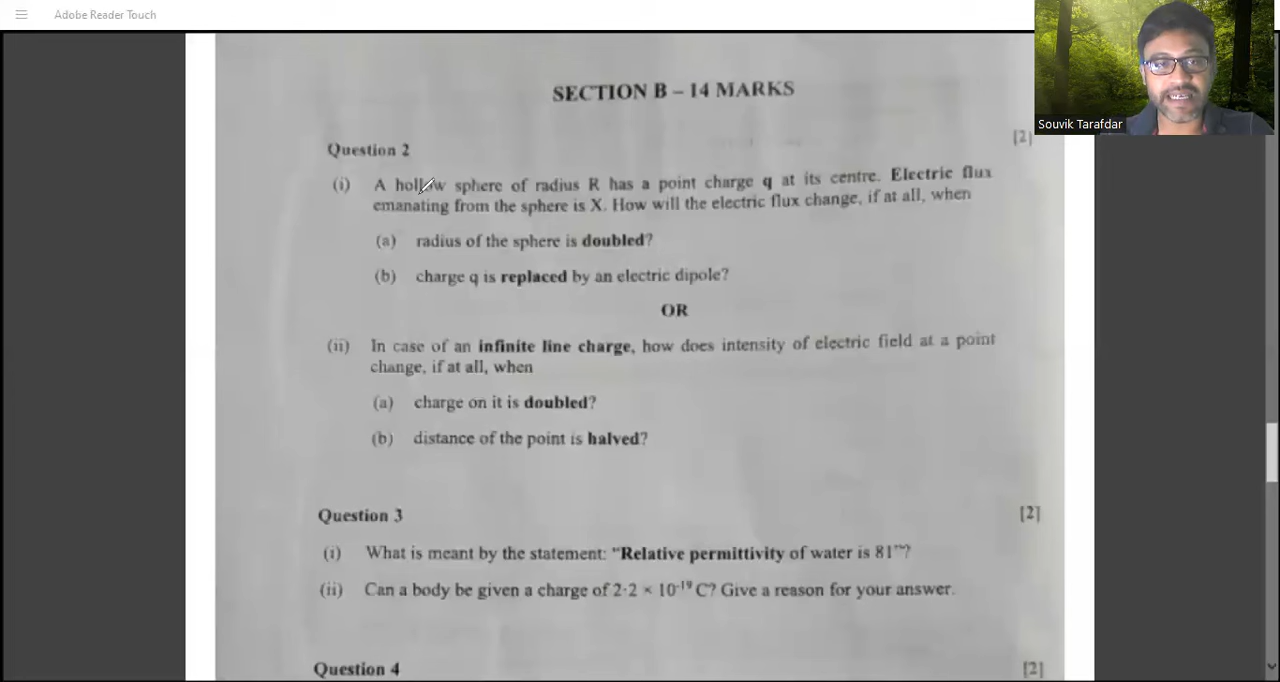 Adobe Reader Touch
Souvik Tarafdar
SECTION B – 14 MARKS
[2]
Question 2
(i) A hollow sphere of radius R has a point charge q at its centre. Electric flux
emanating from the sphere is X. How will the electric flux change, if at all, when
(a) radius of the sphere is doubled?
(b) charge q is replaced by an electric dipole?
OR
(ii) In case of an infinite line charge, how does intensity of electric field at a point
change, if at all, when
(a) charge on it is doubled?
(b) distance of the point is halved?
Question 3 [2]
(i) What is meant by the statement: "Relative permittivity of water is 81"?
(ii) Can a body be given a charge of 2·2 × 10⁻¹⁹ C? Give a reason for your answer.
Question 4 [2]